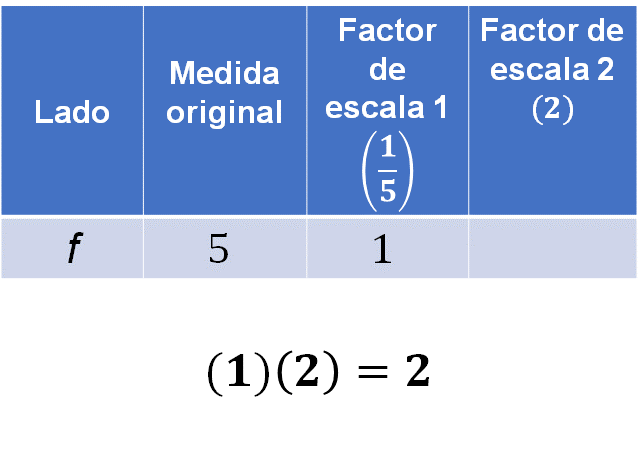 Lado
Medida
original
Factor
de
escala 1
(1/5)
Factor de
escala 2
(2)
f
5
1
(1)(2) = 2